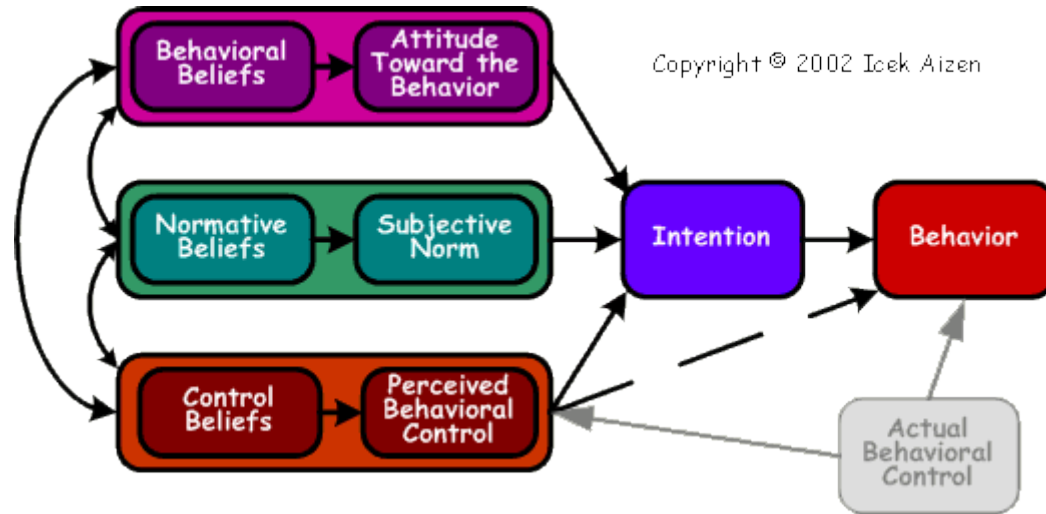 Behavioral
Beliefs
Attitude
Toward the
Behavior
Copyright © 2002 Icek Aizen
Normative
Beliefs
Subjective
Norm
Intention
Behavior
Control
Beliefs
Perceived
Behavioral
Control
Actual
Behavioral
Control